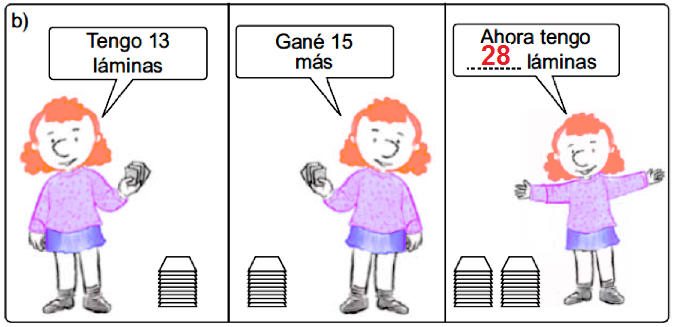 b)
Tengo 13
láminas
Gané 15
más
Ahora tengo
28 láminas